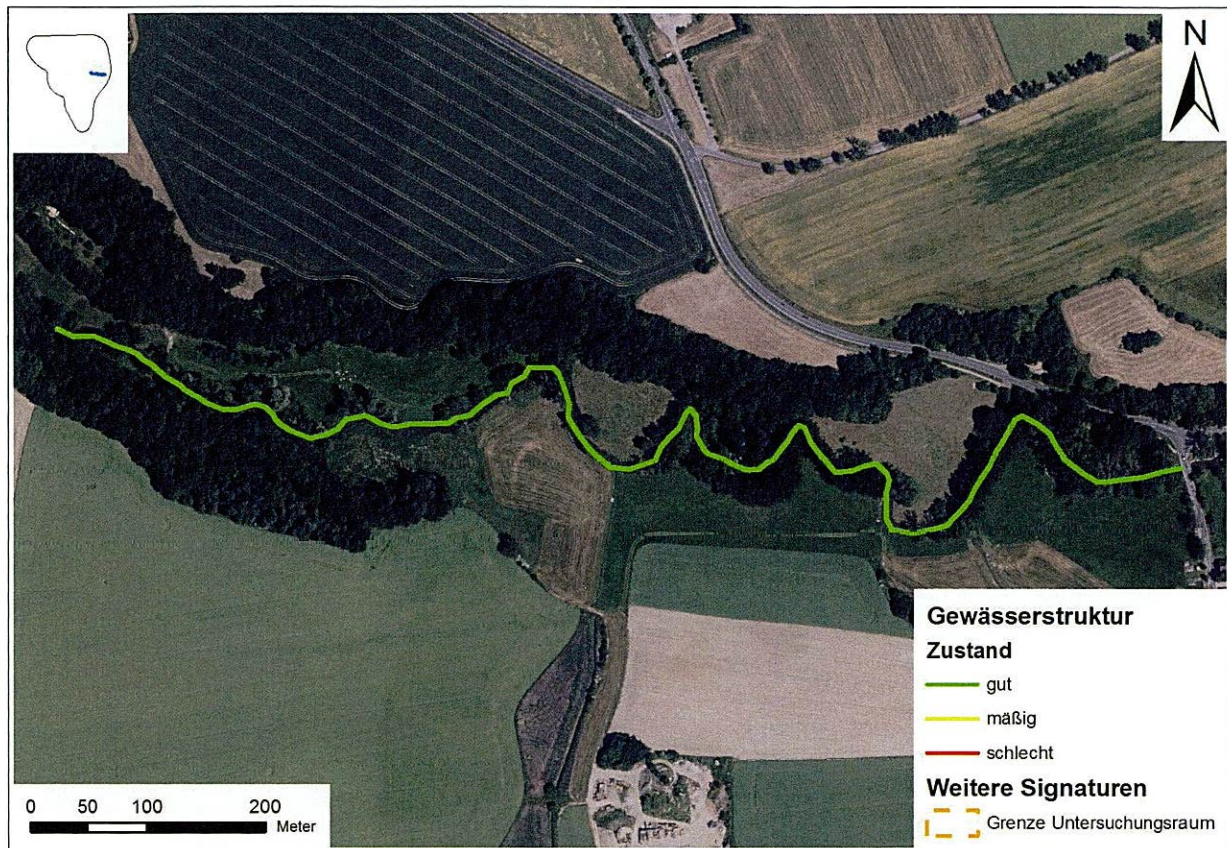 N
Gewässerstruktur
Zustand
gut
mäßig
schlecht
Weitere Signaturen
Grenze Untersuchungsraum
0 50 100 200
Meter